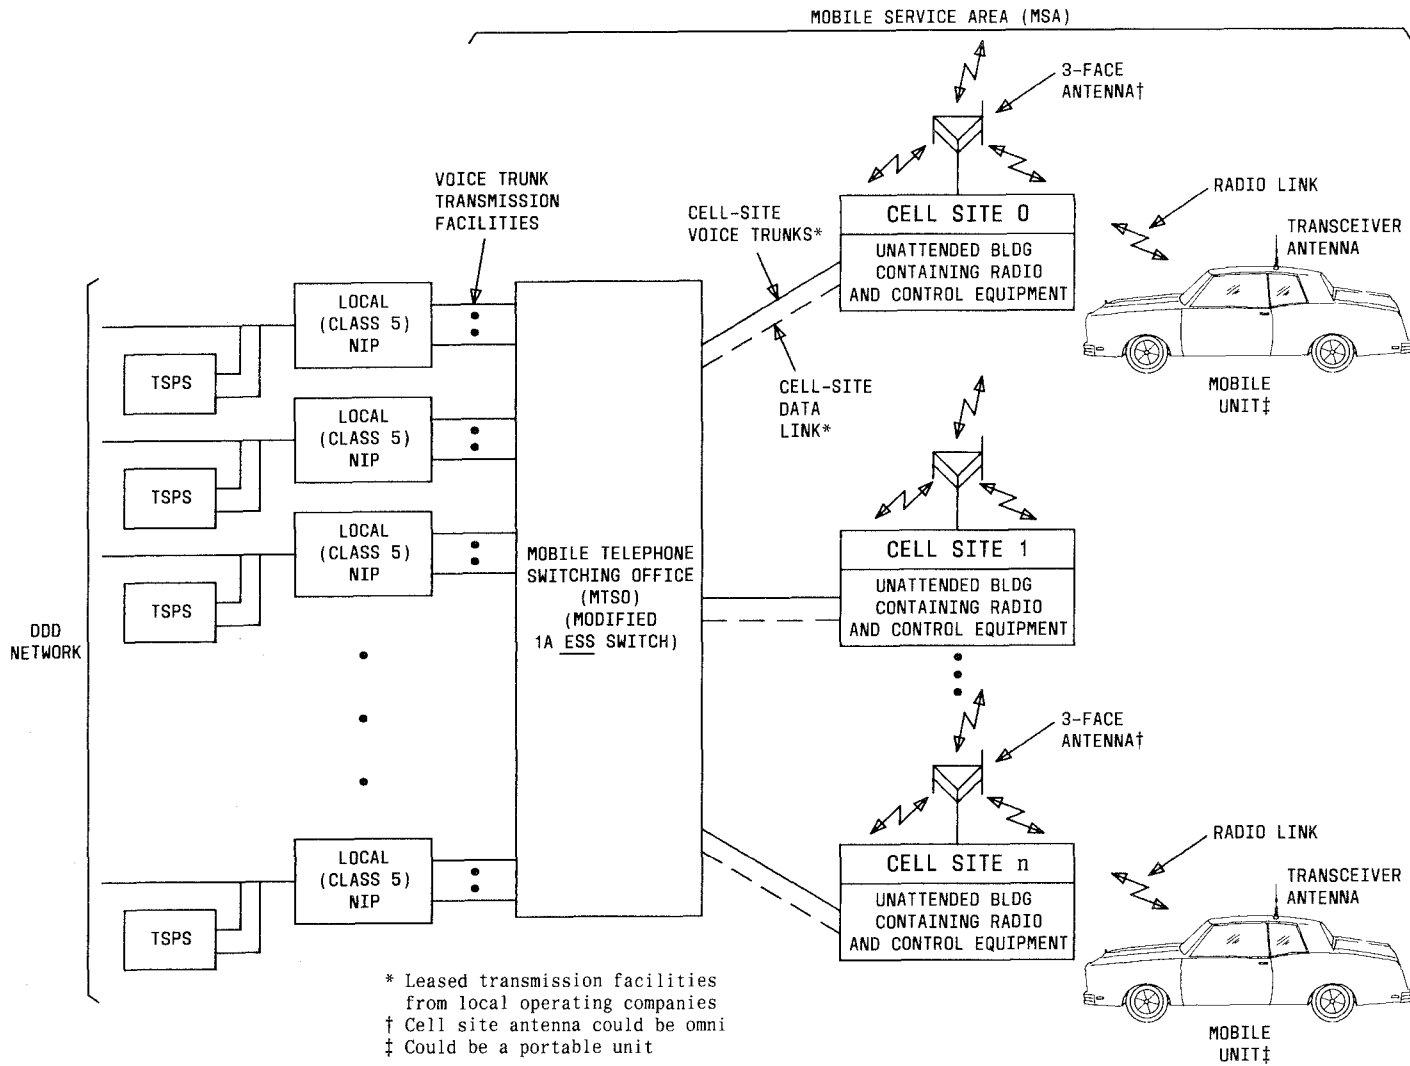 MOBILE SERVICE AREA (MSA)
3-FACE
ANTENNA†
VOICE TRUNK
TRANSMISSION
FACILITIES
CELL-SITE
VOICE TRUNKS*
CELL SITE 0
UNATTENDED BLDG
CONTAINING RADIO
AND CONTROL EQUIPMENT
RADIO LINK
TRANSCEIVER
ANTENNA
MOBILE
UNIT‡
LOCAL
(CLASS 5)
NIP
TSPS
CELL-SITE
DATA
LINK*
LOCAL
(CLASS 5)
NIP
TSPS
LOCAL
(CLASS 5)
NIP
TSPS
DDD
NETWORK
MOBILE TELEPHONE
SWITCHING OFFICE
(MTSO)
(MODIFIED
1A ESS SWITCH)
CELL SITE 1
UNATTENDED BLDG
CONTAINING RADIO
AND CONTROL EQUIPMENT
3-FACE
ANTENNA†
LOCAL
(CLASS 5)
NIP
TSPS
CELL SITE n
UNATTENDED BLDG
CONTAINING RADIO
AND CONTROL EQUIPMENT
RADIO LINK
TRANSCEIVER
ANTENNA
MOBILE
UNIT‡
* Leased transmission facilities
from local operating companies
† Cell site antenna could be omni
‡ Could be a portable unit